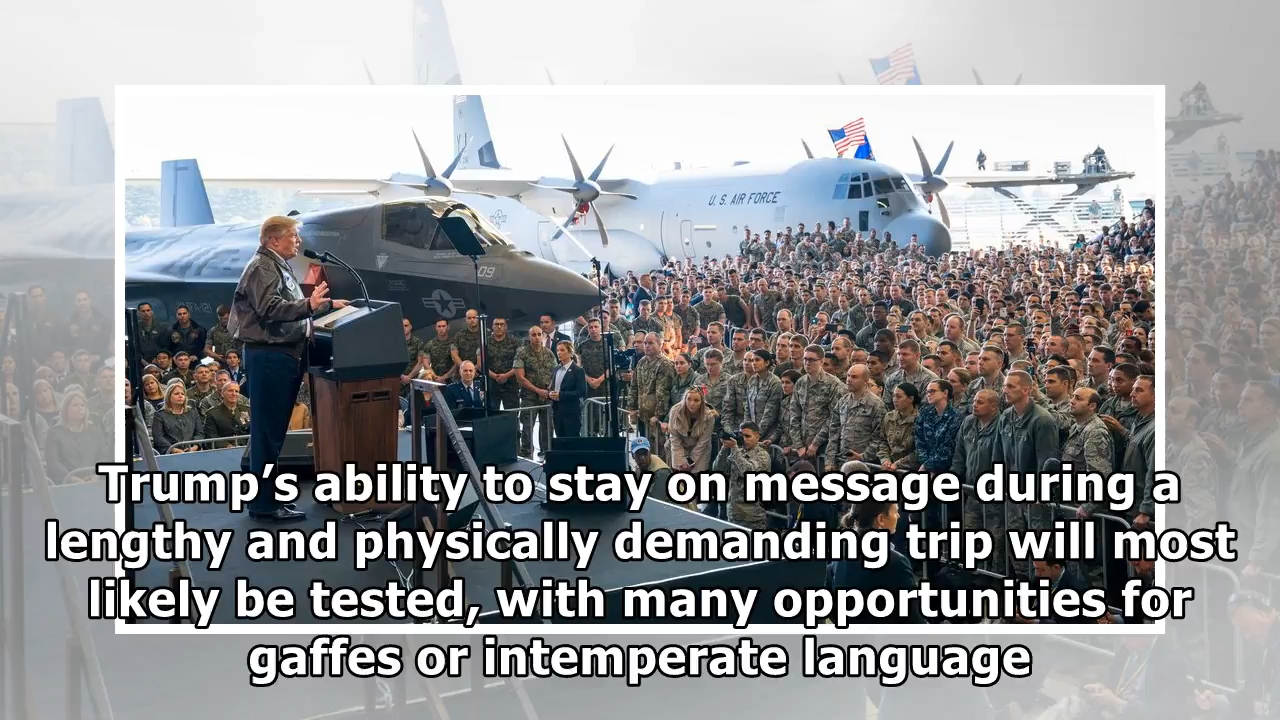 U.S. AIR FORCE
09
Trump’s ability to stay on message during a
lengthy and physically demanding trip will most
likely be tested, with many opportunities for
gaffes or intemperate language